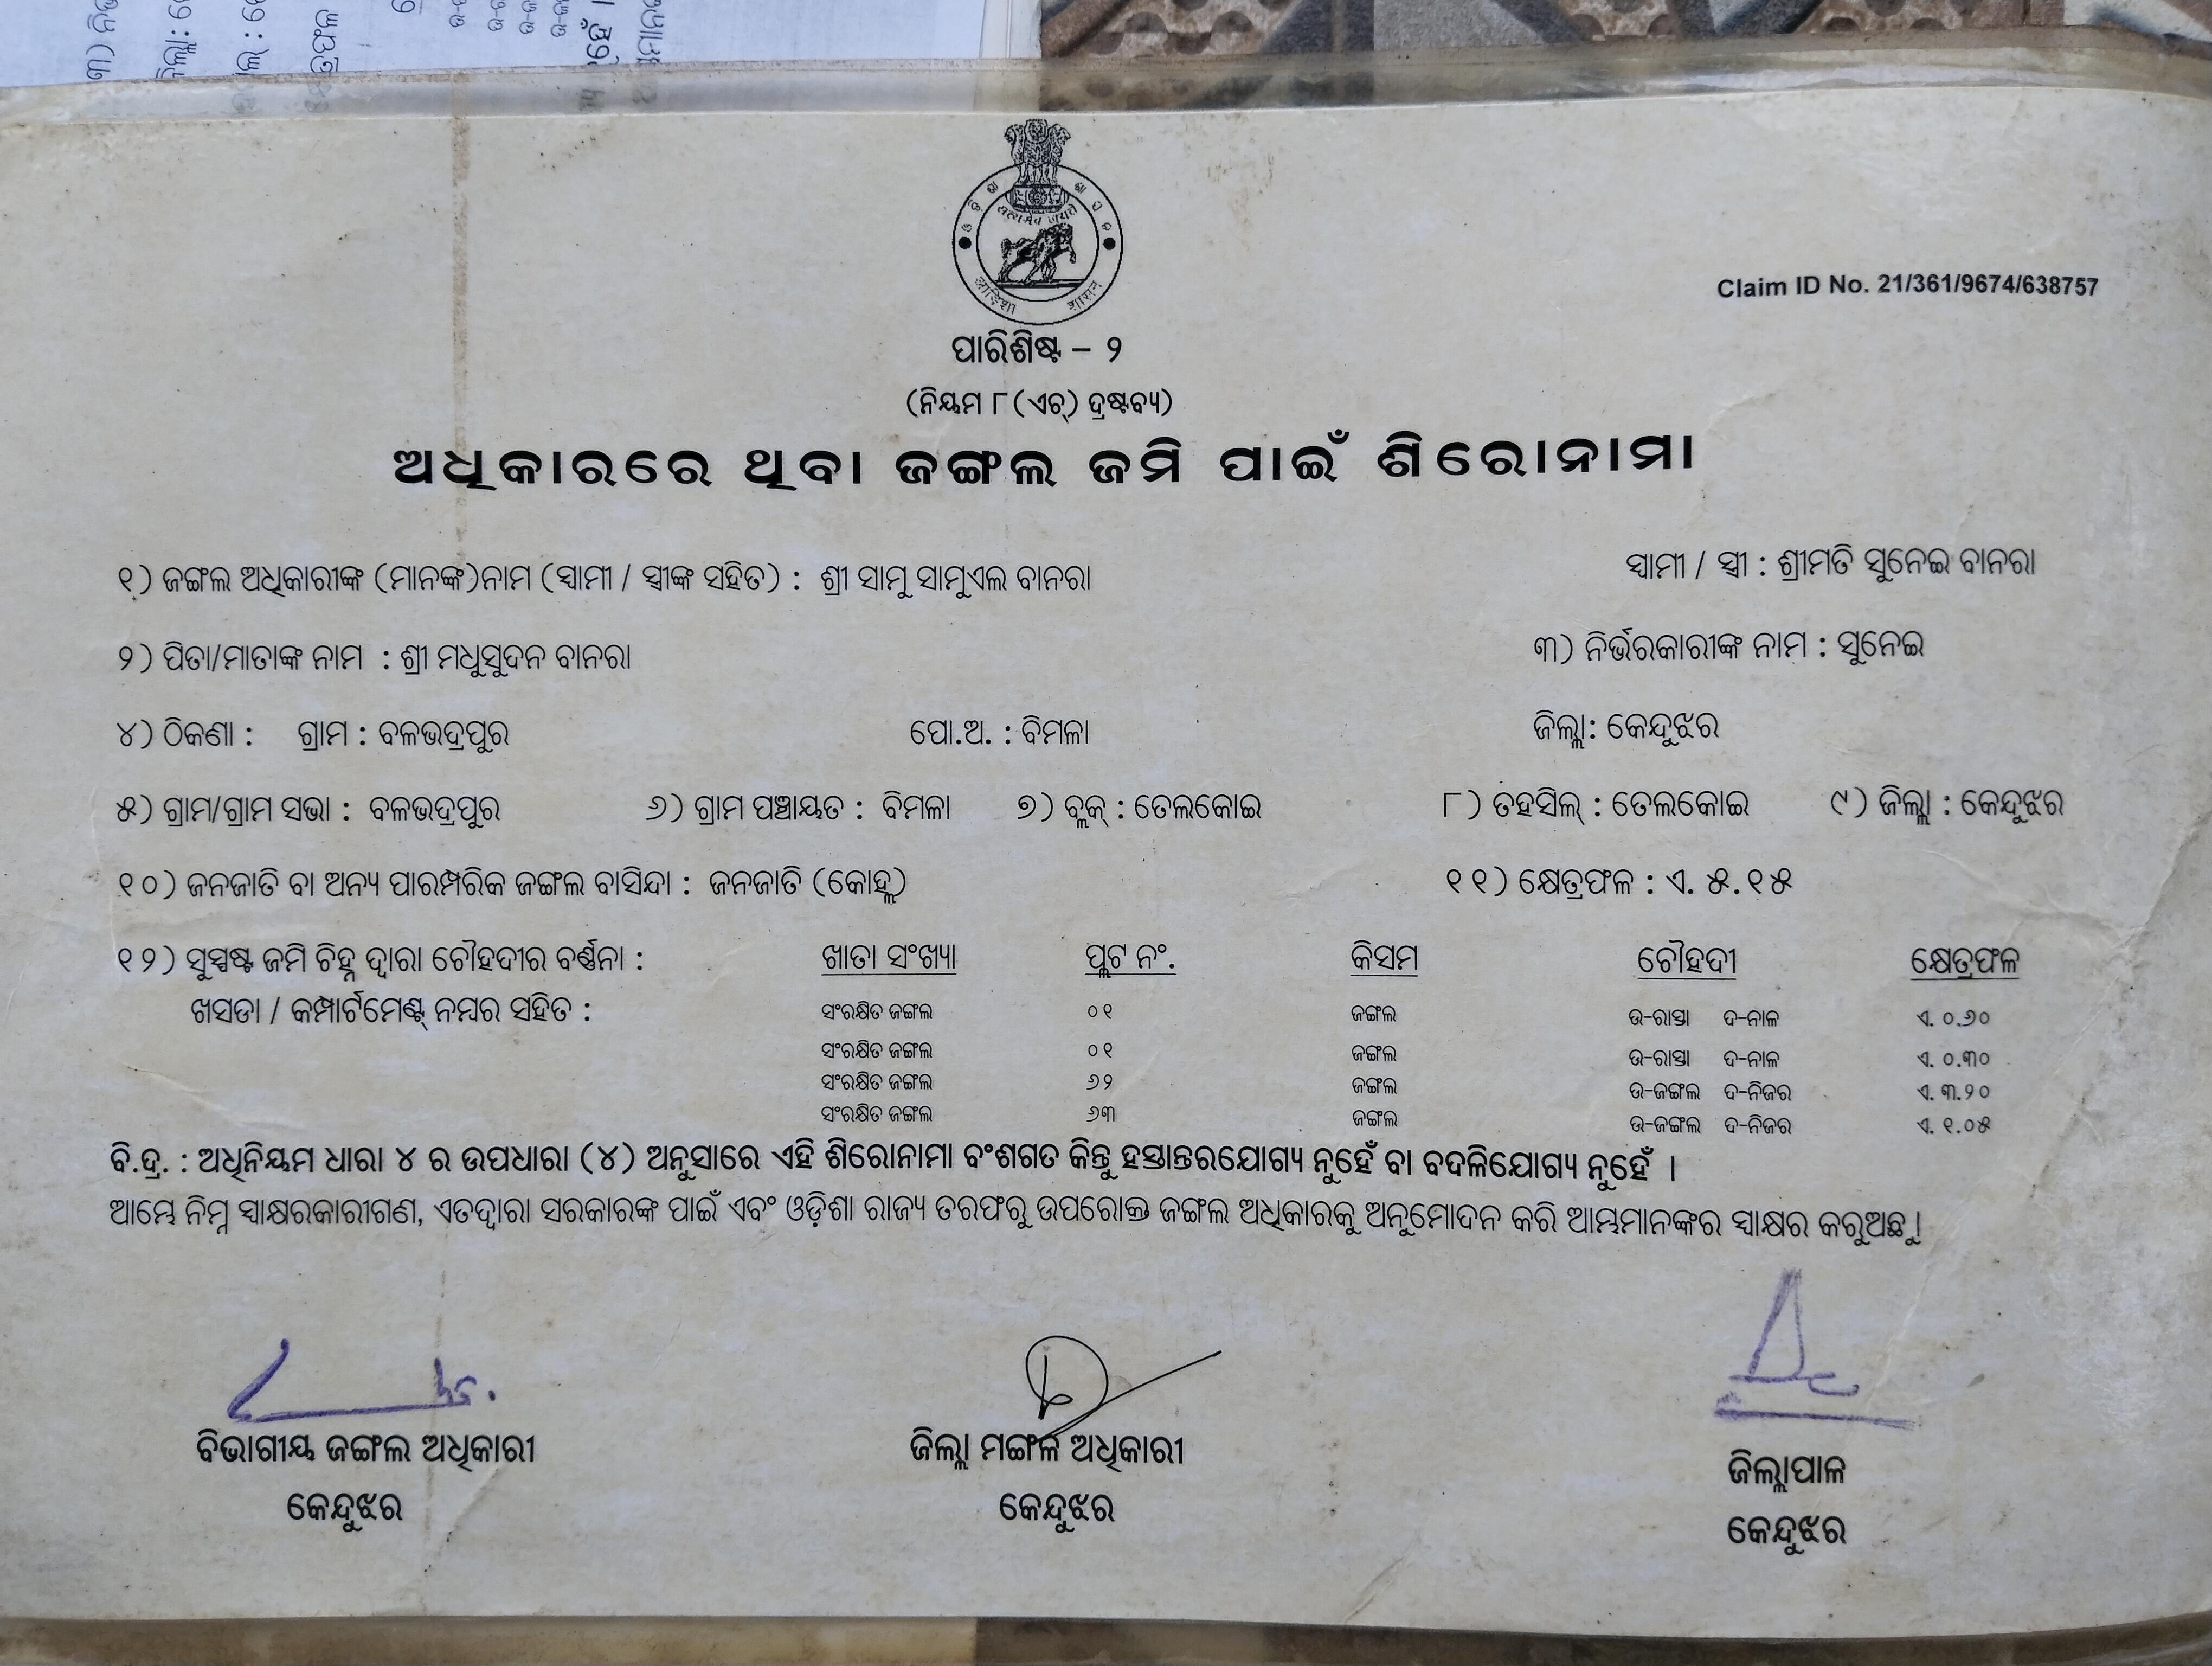 Claim ID No. 21/361/9674/638757
सत्यमेव जयते
ପାରିଶିଷ୍ଟ – ୨
(ନିୟମ ୮ (ଏଚ୍) ଦ୍ରଷ୍ଟବ୍ୟ)
ଅଧିକାରରେ ଥିବା ଜଙ୍ଗଲ ଜମି ପାଇଁ ଶିରୋନାମା
୧) ଜଙ୍ଗଲ ଅଧିକାରୀଙ୍କ (ମାନଙ୍କ)ନାମ (ସ୍ୱାମୀ / ସ୍ତ୍ରୀଙ୍କ ସହିତ) : ଶ୍ରୀ ସାମୁ ସାମୁଏଲ ବାନରା ସ୍ୱାମୀ / ସ୍ତ୍ରୀ : ଶ୍ରୀମତି ସୁନେଇ ବାନରା
୨) ପିତା/ମାତାଙ୍କ ନାମ : ଶ୍ରୀ ମଧୁସୁଦନ ବାନରା ୩) ନିର୍ଭରକାରୀଙ୍କ ନାମ : ସୁନେଇ
୪) ଠିକଣା : ଗ୍ରାମ : ବଳଭଦ୍ରପୁର ପୋ.ଅ. : ବିମଳା ଜିଲ୍ଲା: କେନ୍ଦୁଝର
୫) ଗ୍ରାମ/ଗ୍ରାମ ସଭା : ବଳଭଦ୍ରପୁର ୬) ଗ୍ରାମ ପଞ୍ଚାୟତ : ବିମଳା ୭) ବ୍ଲକ୍ : ତେଲକୋଇ ୮) ତହସିଲ୍ : ତେଲକୋଇ ୯) ଜିଲ୍ଲା : କେନ୍ଦୁଝର
୧୦) ଜନଜାତି ବା ଅନ୍ୟ ପାରମ୍ପରିକ ଜଙ୍ଗଲ ବାସିନ୍ଦା : ଜନଜାତି (କୋହ୍ଲ) ୧୧) କ୍ଷେତ୍ରଫଳ : ଏ. ୫.୧୫
୧୨) ସୁସ୍ପଷ୍ଟ ଜମି ଚିହ୍ନ ଦ୍ୱାରା ଚୌହଦୀର ବର୍ଣ୍ଣନା : ଖାତା ସଂଖ୍ୟା ପ୍ଲଟ ନଂ. କିସମ ଚୌହଦୀ କ୍ଷେତ୍ରଫଳ
ଖସଡା / କମ୍ପାର୍ଟମେଣ୍ଟ୍ ନମ୍ବର ସହିତ : ସଂରକ୍ଷିତ ଜଙ୍ଗଲ ୦୧ ଜଙ୍ଗଲ ଉ-ରାସ୍ତା ଦ-ନାଳ ଏ. ୦.୬୦
ସଂରକ୍ଷିତ ଜଙ୍ଗଲ ୦୧ ଜଙ୍ଗଲ ଉ-ରାସ୍ତା ଦ-ନାଳ ଏ. ୦.୩୦
ସଂରକ୍ଷିତ ଜଙ୍ଗଲ ୬୨ ଜଙ୍ଗଲ ଉ-ଜଙ୍ଗଲ ଦ-ନିଜର ଏ. ୩.୨୦
ସଂରକ୍ଷିତ ଜଙ୍ଗଲ ୬୩ ଜଙ୍ଗଲ ଉ-ଜଙ୍ଗଲ ଦ-ନିଜର ଏ. ୧.୦୫
ବି.ଦ୍ର. : ଅଧିନିୟମ ଧାରା ୪ ର ଉପଧାରା (୪) ଅନୁସାରେ ଏହି ଶିରୋନାମା ବଂଶଗତ କିନ୍ତୁ ହସ୍ତାନ୍ତରଯୋଗ୍ୟ ନୁହେଁ ବା ବଦଳିଯୋଗ୍ୟ ନୁହେଁ ।
ଆମ୍ଭେ ନିମ୍ନ ସ୍ୱାକ୍ଷରକାରୀଗଣ, ଏତଦ୍ୱାରା ସରକାରଙ୍କ ପାଇଁ ଏବଂ ଓଡ଼ିଶା ରାଜ୍ୟ ତରଫରୁ ଉପରୋକ୍ତ ଜଙ୍ଗଲ ଅଧିକାରକୁ ଅନୁମୋଦନ କରି ଆମ୍ଭମାନଙ୍କର ସ୍ୱାକ୍ଷର କରୁଅଛୁ।
ବିଭାଗୀୟ ଜଙ୍ଗଲ ଅଧିକାରୀ ଜିଲ୍ଲା ମଙ୍ଗଳ ଅଧିକାରୀ ଜିଲ୍ଲାପାଳ
କେନ୍ଦୁଝର କେନ୍ଦୁଝର କେନ୍ଦୁଝର